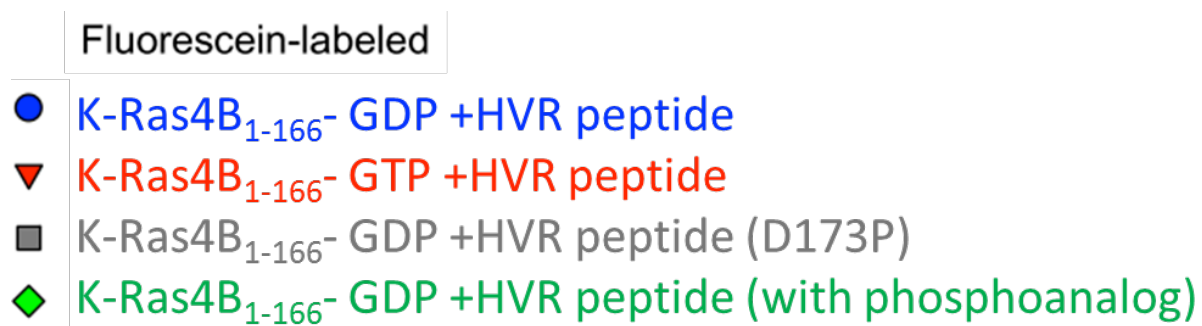 Fluorescein-labeled
K-Ras4B1-166- GDP +HVR peptide
K-Ras4B1-166- GTP +HVR peptide
K-Ras4B1-166- GDP +HVR peptide (D173P)
K-Ras4B1-166- GDP +HVR peptide (with phosphoanalog)